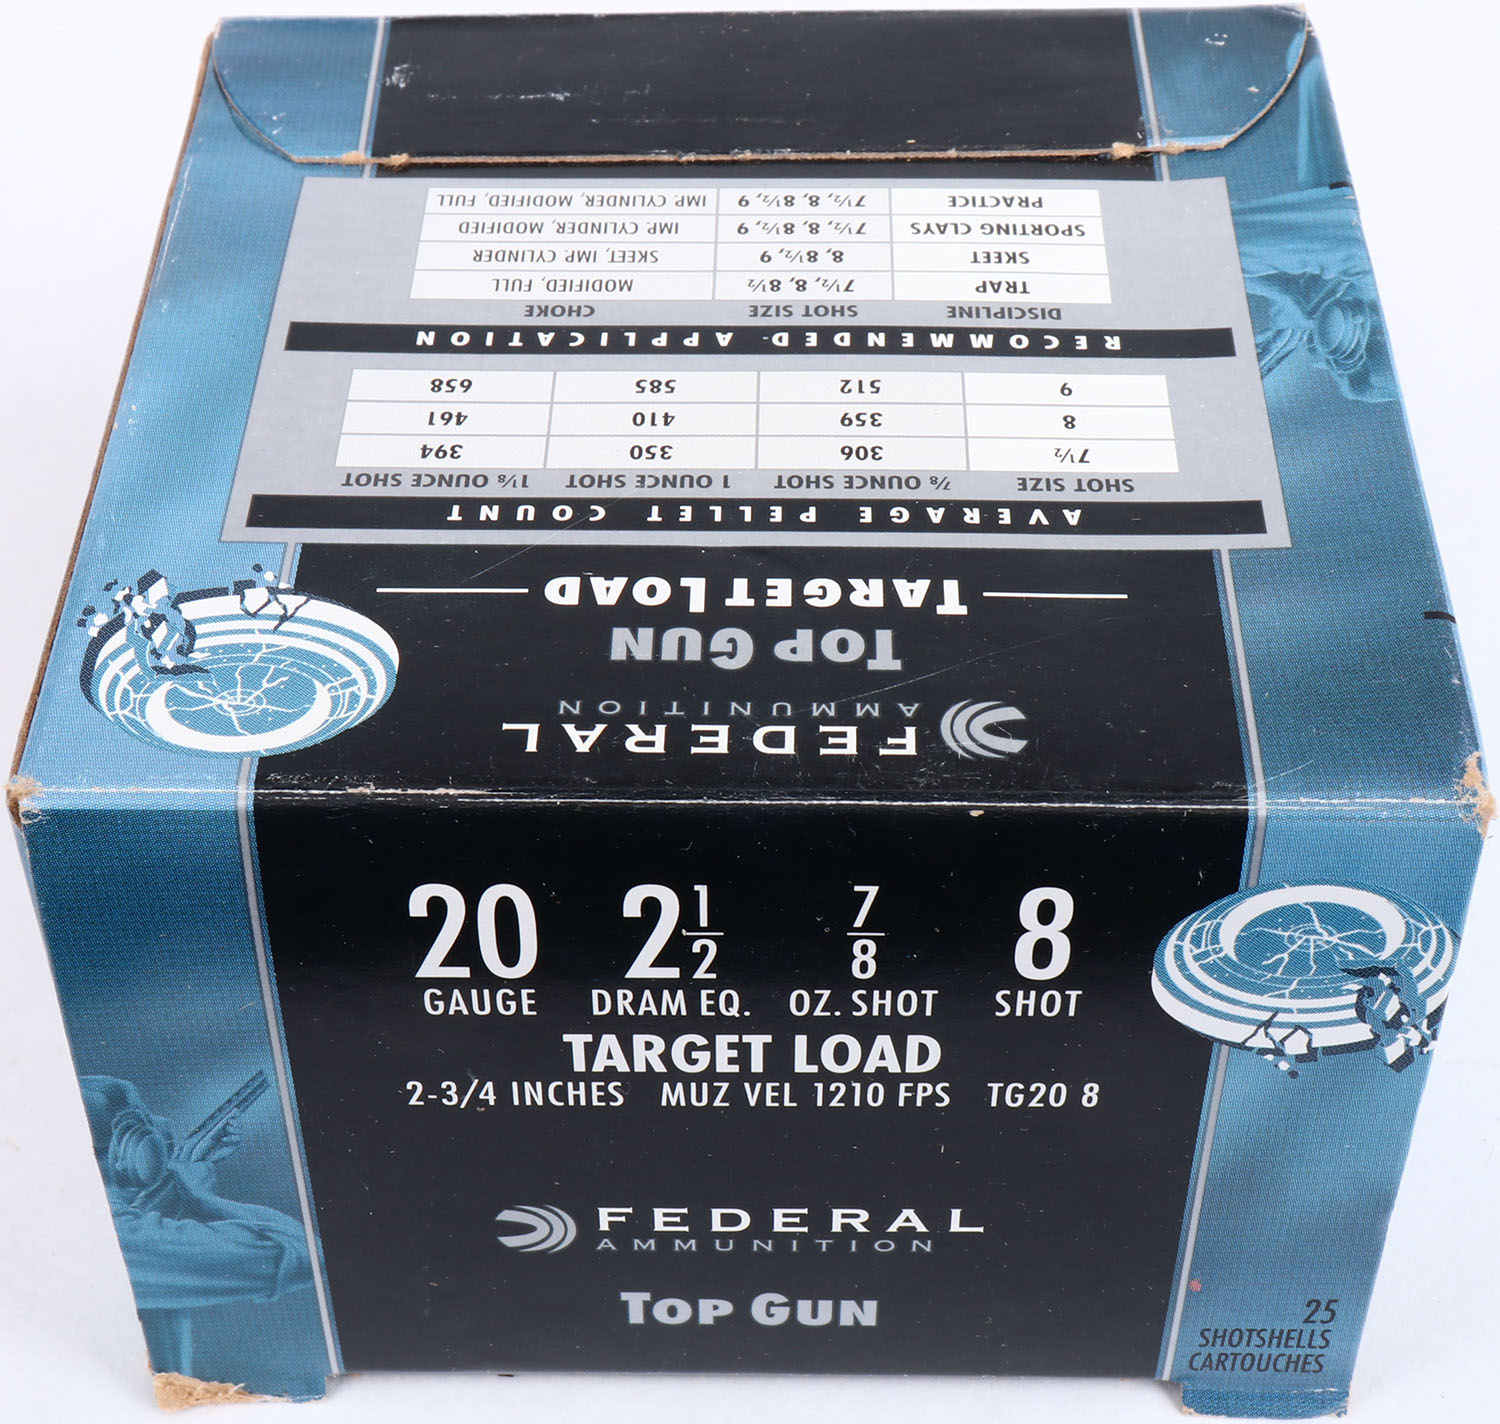 FEDERAL
AMMUNITION
TOP GUN
TARGET LOAD
AVERAGE PELLET COUNT
SHOT SIZE 7/8 OUNCE SHOT 1 OUNCE SHOT 1 1/8 OUNCE SHOT
7½ 306 350 394
8 359 410 461
9 512 585 658
RECOMMENDED APPLICATION
DISCIPLINE SHOT SIZE CHOKE
TRAP 7½, 8, 8½ MODIFIED, FULL
SKEET 8, 8½, 9 SKEET, IMP. CYLINDER
SPORTING CLAYS 7½, 8, 8½, 9 IMP. CYLINDER, MODIFIED
PRACTICE 7½, 8, 8½, 9 IMP. CYLINDER, MODIFIED, FULL
20 2 1/2 7/8 8
GAUGE DRAM EQ. OZ. SHOT SHOT
TARGET LOAD
2-3/4 INCHES MUZ VEL 1210 FPS TG20 8
FEDERAL
AMMUNITION
TOP GUN
25
SHOTSHELLS
CARTOUCHES